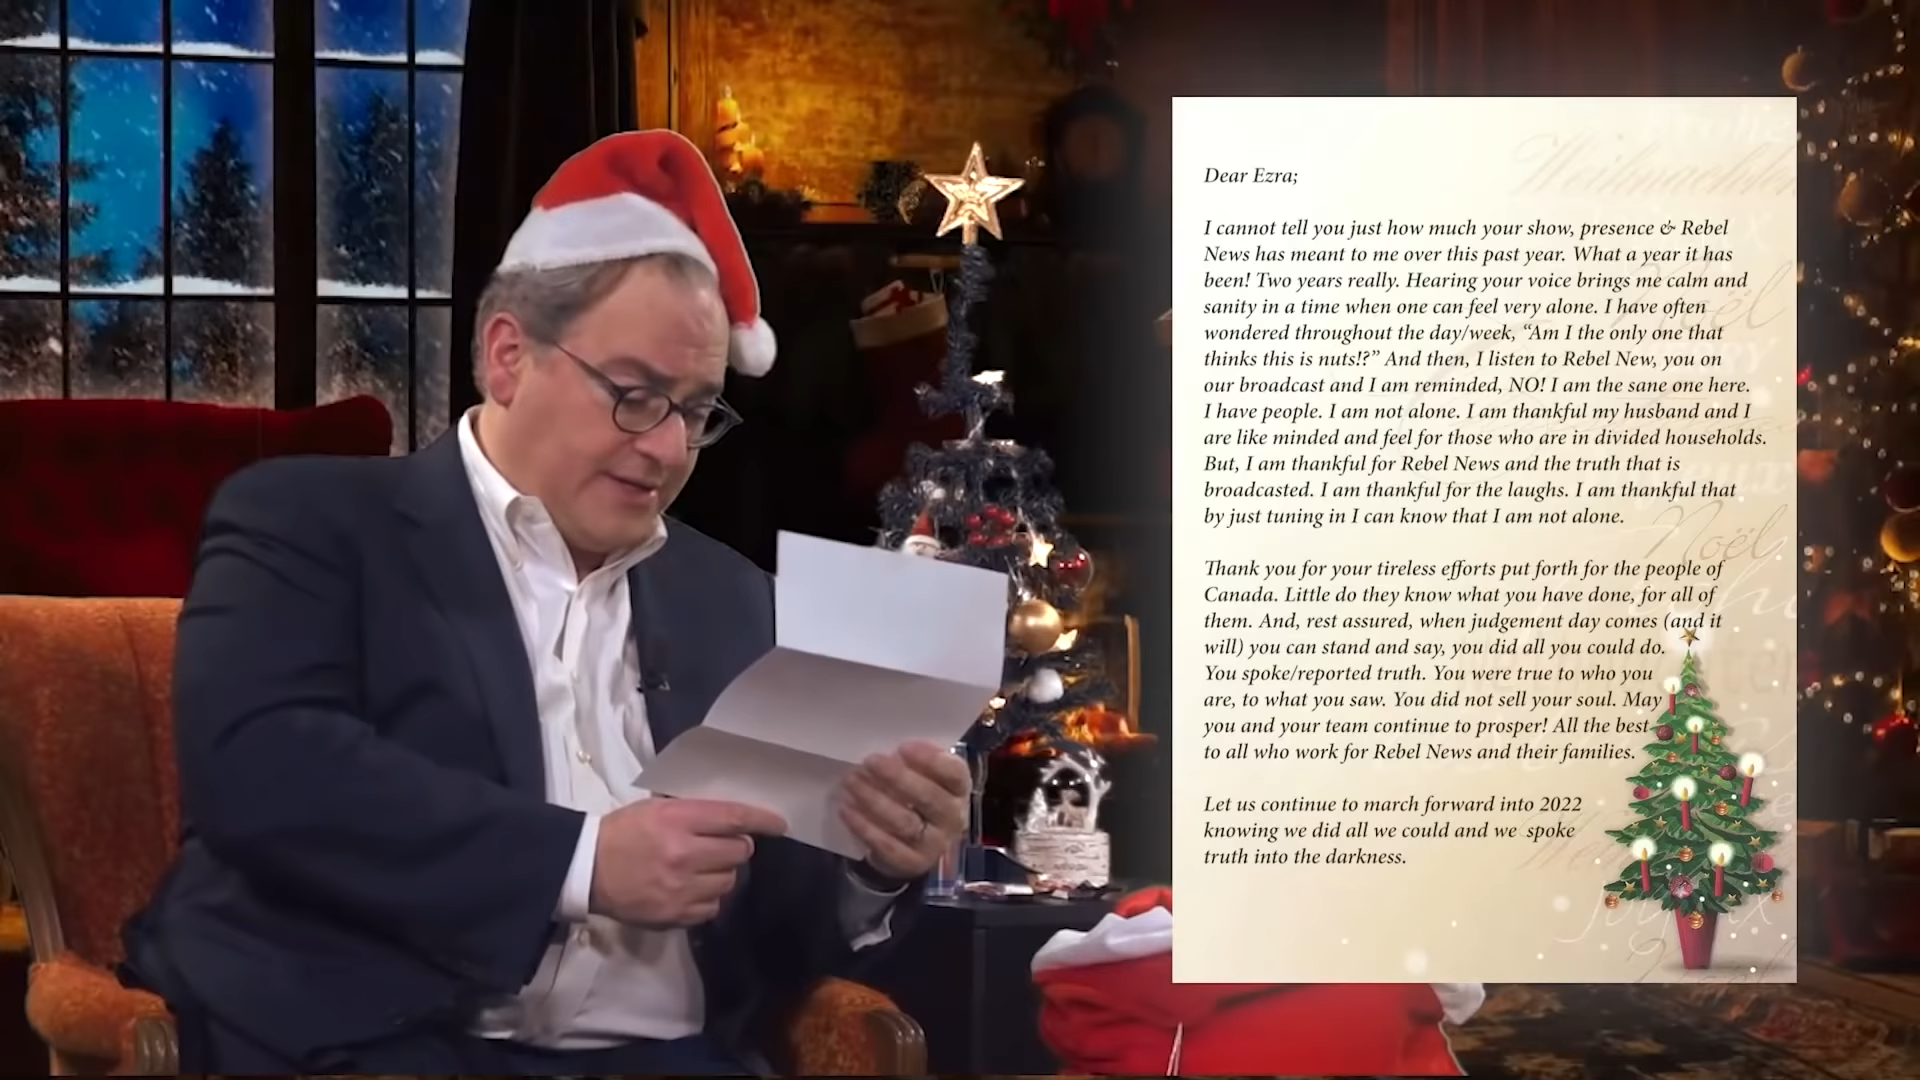 Dear Ezra;
I cannot tell you just how much your show, presence & Rebel
News has meant to me over this past year. What a year it has
been! Two years really. Hearing your voice brings me calm and
sanity in a time when one can feel very alone. I have often
wondered throughout the day/week, “Am I the only one that
thinks this is nuts!?” And then, I listen to Rebel New, you on
our broadcast and I am reminded, NO! I am the sane one here.
I have people. I am not alone. I am thankful my husband and I
are like minded and feel for those who are in divided households.
But, I am thankful for Rebel News and the truth that is
broadcasted. I am thankful for the laughs. I am thankful that
by just tuning in I can know that I am not alone.
Thank you for your tireless efforts put forth for the people of
Canada. Little do they know what you have done, for all of
them. And, rest assured, when judgement day comes (and it
will) you can stand and say, you did all you could do.
You spoke/reported truth. You were true to who you
are, to what you saw. You did not sell your soul. May
you and your team continue to prosper! All the best
to all who work for Rebel News and their families.
Let us continue to march forward into 2022
knowing we did all we could and we spoke
truth into the darkness.
Noël
Noël